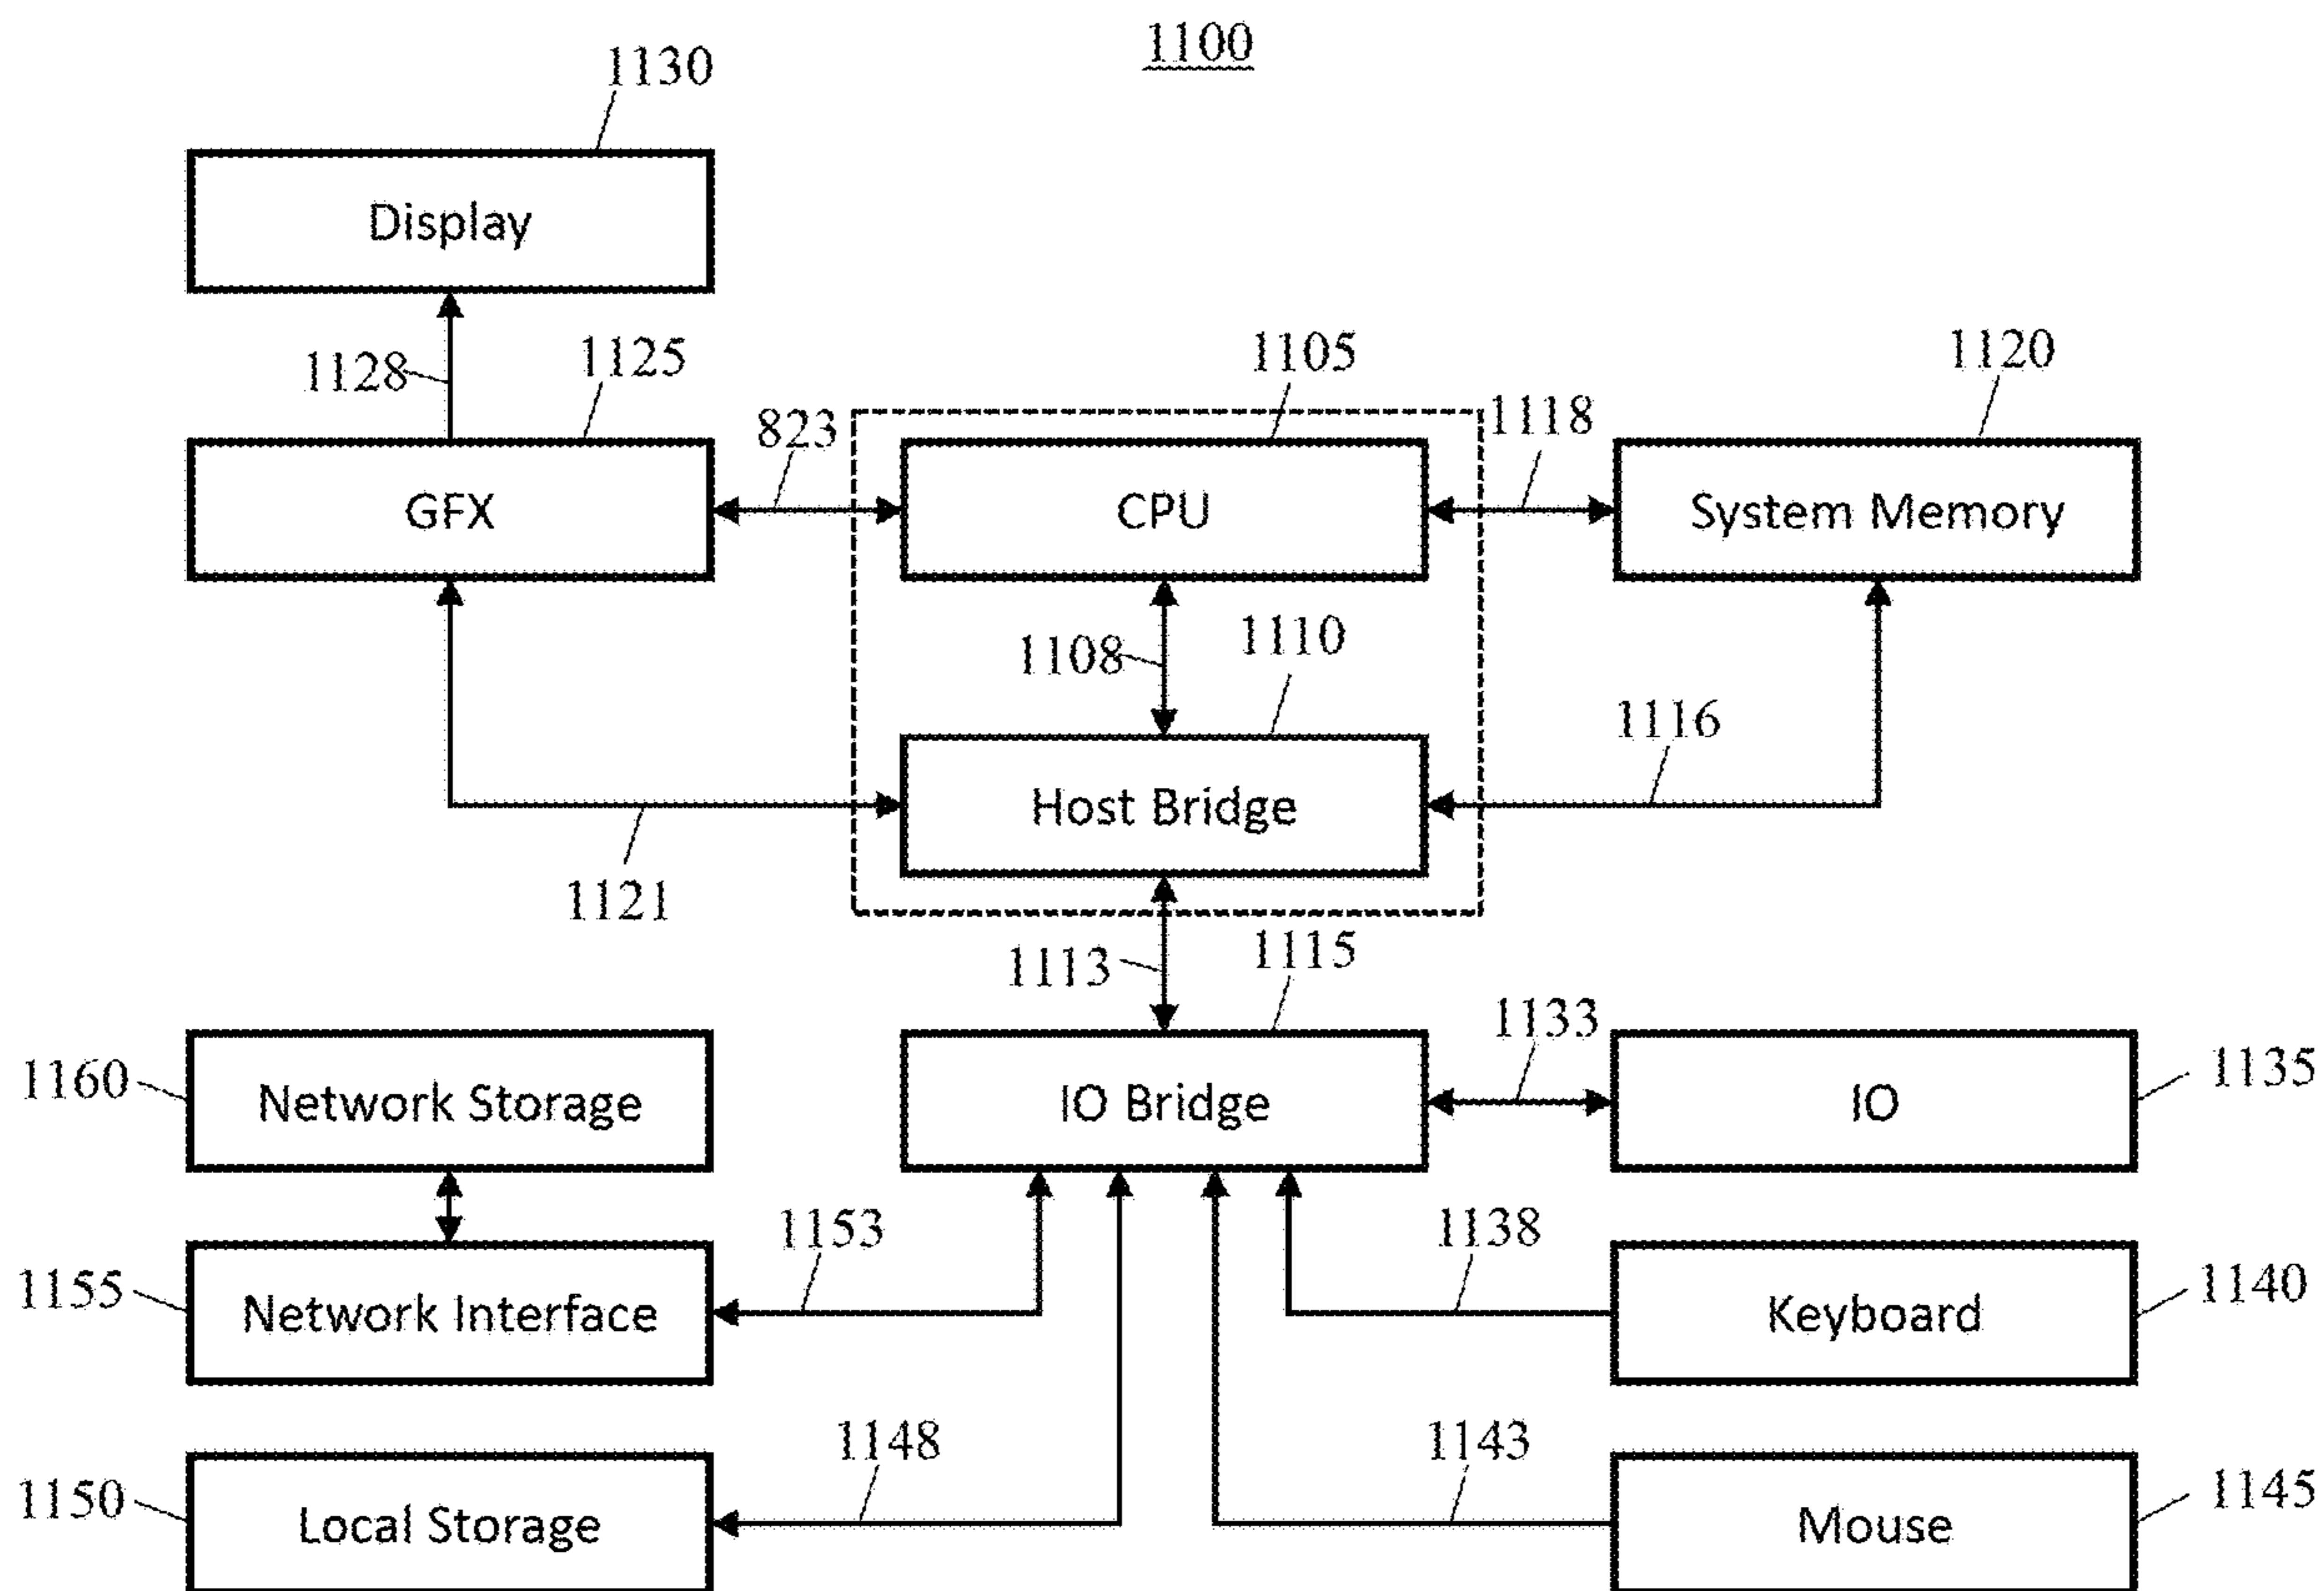 1100
1130
Display
1128
1125
823
1105
1118
1120
GFX
CPU
System Memory
1108
1110
1116
Host Bridge
1121
1113
1115
1133
1160
Network Storage
IO Bridge
IO
1135
1153
1138
1155
Network Interface
Keyboard
1140
1148
1143
1150
Local Storage
Mouse
1145